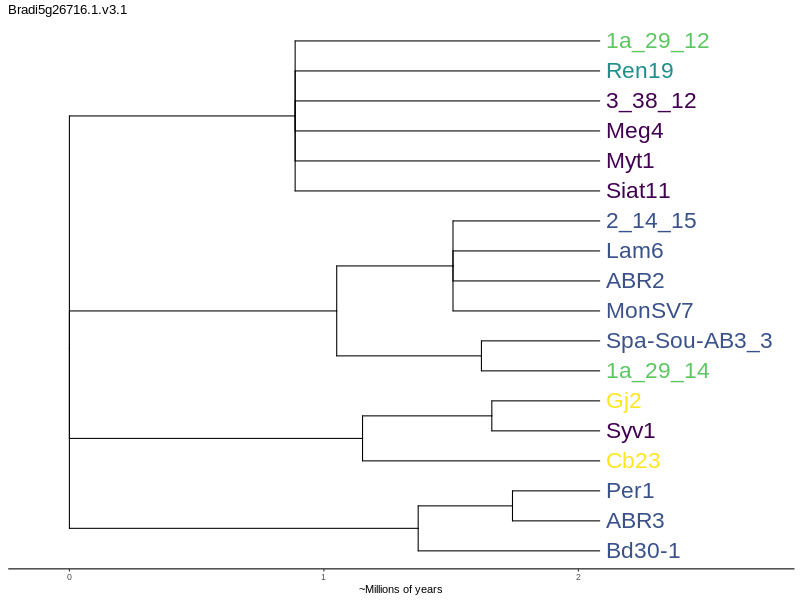 Bradi5g26716.1.v3.1
1a_29_12
Ren19
3_38_12
Meg4
Myt1
Siat11
2_14_15
Lam6
ABR2
MonSV7
Spa-Sou-AB3_3
1a_29_14
Gj2
Syv1
Cb23
Per1
ABR3
Bd30-1
0 1 2
~Millions of years